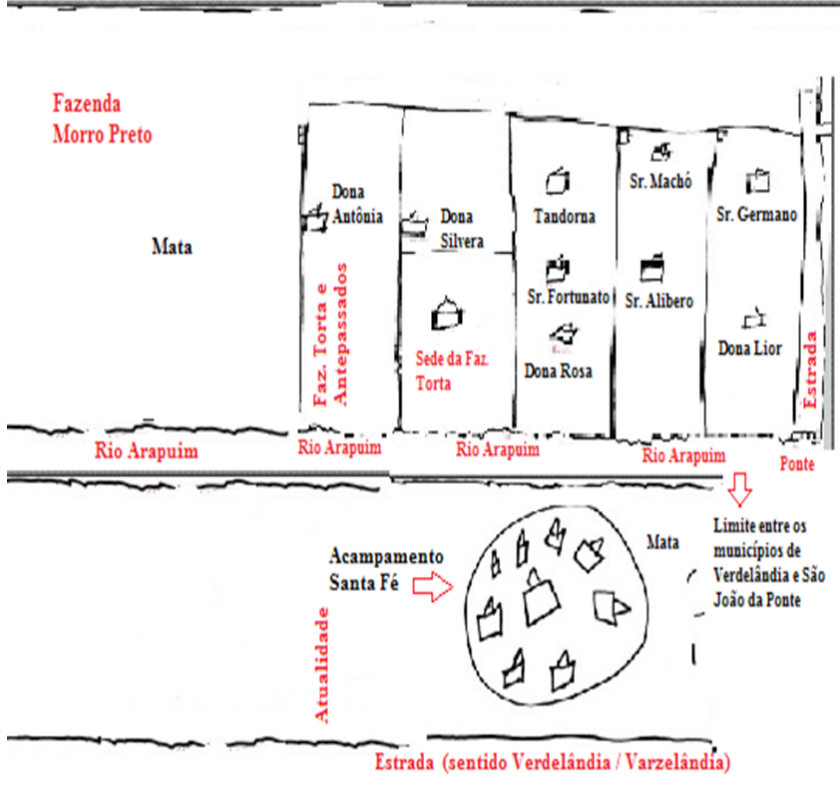 Fazenda
Morro Preto
Mata
Dona
Antônia
Dona
Silvera
Tandorna
Sr. Machó
Sr. Germano
Faz. Torta e
Antepassados
Sede da Faz.
Torta
Sr. Fortunato
Sr. Alibero
Dona Rosa
Dona Lior
Estrada
Rio Arapuim
Rio Arapuim
Rio Arapuim
Rio Arapuim
Ponte
Acampamento
Santa Fé
Atualidade
Mata
Limite entre os
municípios de
Verdelândia e São
João da Ponte
Estrada (sentido Verdelândia / Varzelândia)